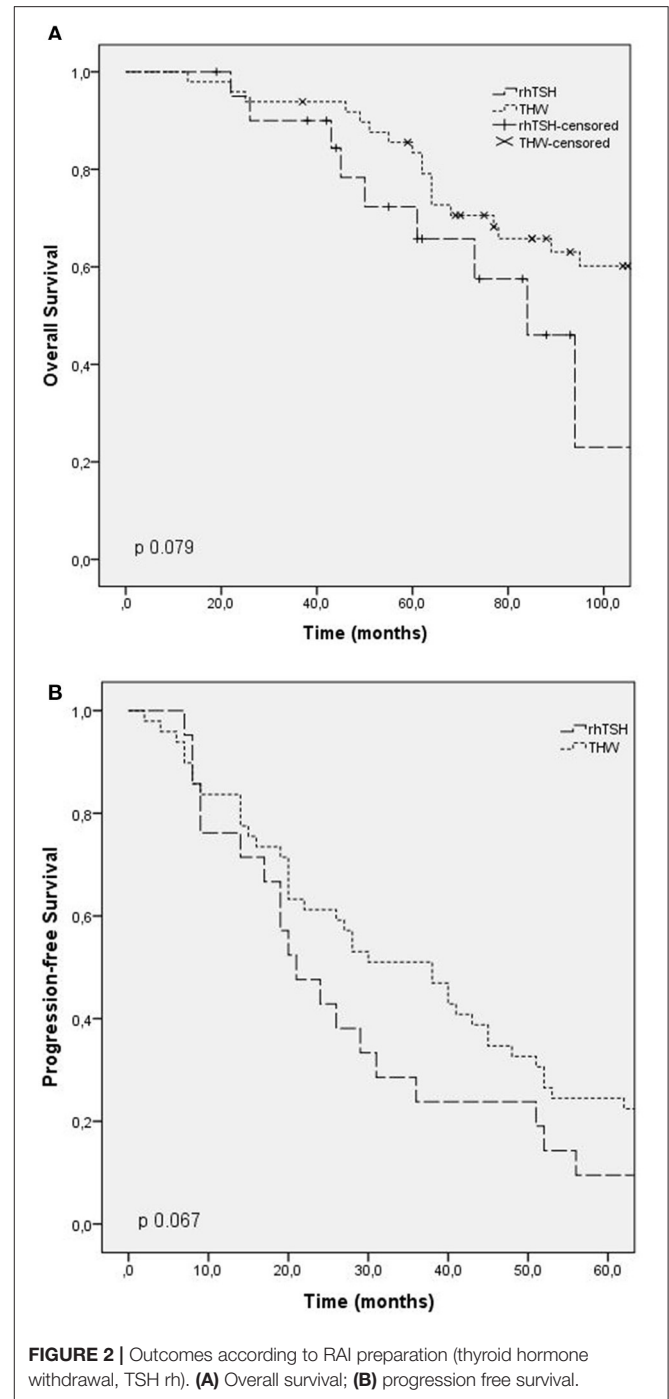 A
1,0
0,8
0,6
0,4
0,2
0,0
Overall Survival
rhTSH
THW
rhTSH-censored
THW-censored
p 0.079
,0 20,0 40,0 60,0 80,0 100,0
Time (months)
B
1,0
0,8
0,6
0,4
0,2
0,0
Progression-free Survival
rhTSH
THW
p 0.067
,0 10,0 20,0 30,0 40,0 50,0 60,0
Time (months)
FIGURE 2 | Outcomes according to RAI preparation (thyroid hormone
withdrawal, TSH rh). (A) Overall survival; (B) progression free survival.